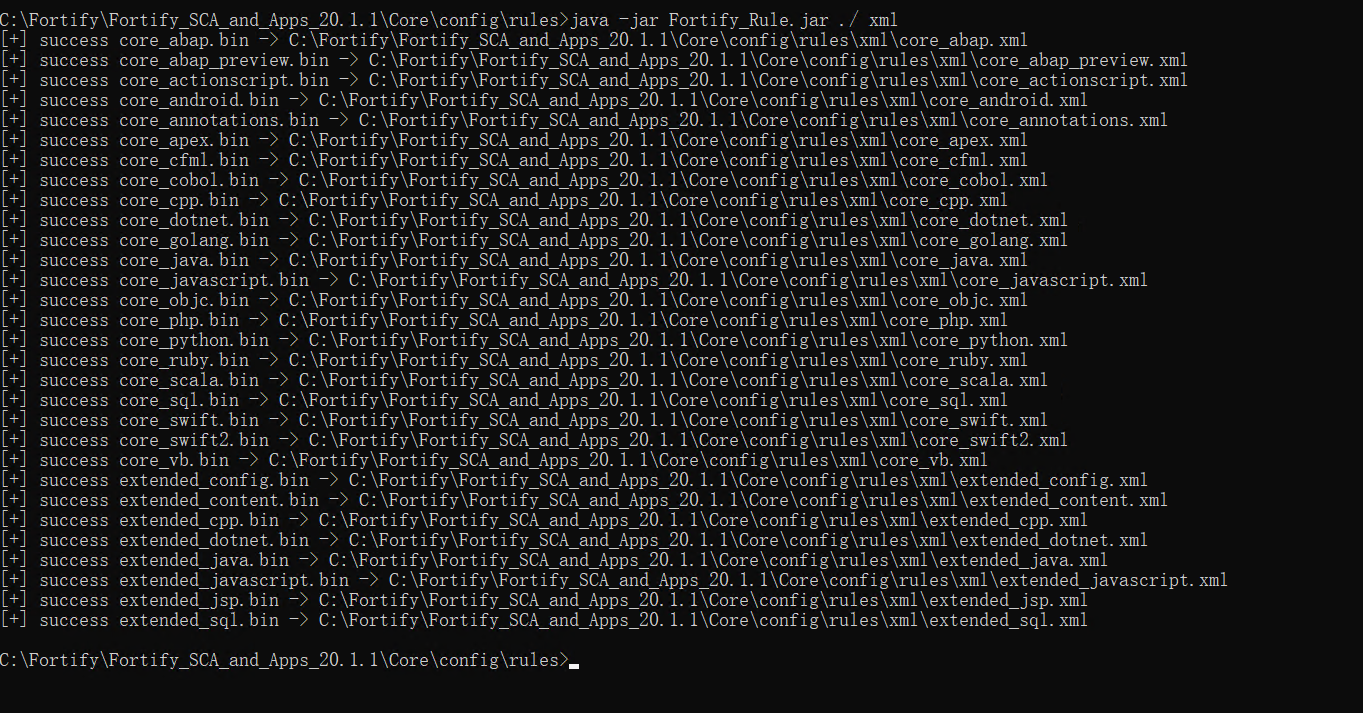 C:\Fortify\Fortify_SCA_and_Apps_20.1.1\Core\config\rules>java -jar Fortify_Rule.jar ./ xml
[+] success core_abap.bin -> C:\Fortify\Fortify_SCA_and_Apps_20.1.1\Core\config\rules\xml\core_abap.xml
[+] success core_abap_preview.bin -> C:\Fortify\Fortify_SCA_and_Apps_20.1.1\Core\config\rules\xml\core_abap_preview.xml
[+] success core_actionscript.bin -> C:\Fortify\Fortify_SCA_and_Apps_20.1.1\Core\config\rules\xml\core_actionscript.xml
[+] success core_android.bin -> C:\Fortify\Fortify_SCA_and_Apps_20.1.1\Core\config\rules\xml\core_android.xml
[+] success core_annotations.bin -> C:\Fortify\Fortify_SCA_and_Apps_20.1.1\Core\config\rules\xml\core_annotations.xml
[+] success core_apex.bin -> C:\Fortify\Fortify_SCA_and_Apps_20.1.1\Core\config\rules\xml\core_apex.xml
[+] success core_cfml.bin -> C:\Fortify\Fortify_SCA_and_Apps_20.1.1\Core\config\rules\xml\core_cfml.xml
[+] success core_cobol.bin -> C:\Fortify\Fortify_SCA_and_Apps_20.1.1\Core\config\rules\xml\core_cobol.xml
[+] success core_cpp.bin -> C:\Fortify\Fortify_SCA_and_Apps_20.1.1\Core\config\rules\xml\core_cpp.xml
[+] success core_dotnet.bin -> C:\Fortify\Fortify_SCA_and_Apps_20.1.1\Core\config\rules\xml\core_dotnet.xml
[+] success core_golang.bin -> C:\Fortify\Fortify_SCA_and_Apps_20.1.1\Core\config\rules\xml\core_golang.xml
[+] success core_java.bin -> C:\Fortify\Fortify_SCA_and_Apps_20.1.1\Core\config\rules\xml\core_java.xml
[+] success core_javascript.bin -> C:\Fortify\Fortify_SCA_and_Apps_20.1.1\Core\config\rules\xml\core_javascript.xml
[+] success core_objc.bin -> C:\Fortify\Fortify_SCA_and_Apps_20.1.1\Core\config\rules\xml\core_objc.xml
[+] success core_php.bin -> C:\Fortify\Fortify_SCA_and_Apps_20.1.1\Core\config\rules\xml\core_php.xml
[+] success core_python.bin -> C:\Fortify\Fortify_SCA_and_Apps_20.1.1\Core\config\rules\xml\core_python.xml
[+] success core_ruby.bin -> C:\Fortify\Fortify_SCA_and_Apps_20.1.1\Core\config\rules\xml\core_ruby.xml
[+] success core_scala.bin -> C:\Fortify\Fortify_SCA_and_Apps_20.1.1\Core\config\rules\xml\core_scala.xml
[+] success core_sql.bin -> C:\Fortify\Fortify_SCA_and_Apps_20.1.1\Core\config\rules\xml\core_sql.xml
[+] success core_swift.bin -> C:\Fortify\Fortify_SCA_and_Apps_20.1.1\Core\config\rules\xml\core_swift.xml
[+] success core_swift2.bin -> C:\Fortify\Fortify_SCA_and_Apps_20.1.1\Core\config\rules\xml\core_swift2.xml
[+] success core_vb.bin -> C:\Fortify\Fortify_SCA_and_Apps_20.1.1\Core\config\rules\xml\core_vb.xml
[+] success extended_config.bin -> C:\Fortify\Fortify_SCA_and_Apps_20.1.1\Core\config\rules\xml\extended_config.xml
[+] success extended_content.bin -> C:\Fortify\Fortify_SCA_and_Apps_20.1.1\Core\config\rules\xml\extended_content.xml
[+] success extended_cpp.bin -> C:\Fortify\Fortify_SCA_and_Apps_20.1.1\Core\config\rules\xml\extended_cpp.xml
[+] success extended_dotnet.bin -> C:\Fortify\Fortify_SCA_and_Apps_20.1.1\Core\config\rules\xml\extended_dotnet.xml
[+] success extended_java.bin -> C:\Fortify\Fortify_SCA_and_Apps_20.1.1\Core\config\rules\xml\extended_java.xml
[+] success extended_javascript.bin -> C:\Fortify\Fortify_SCA_and_Apps_20.1.1\Core\config\rules\xml\extended_javascript.xml
[+] success extended_jsp.bin -> C:\Fortify\Fortify_SCA_and_Apps_20.1.1\Core\config\rules\xml\extended_jsp.xml
[+] success extended_sql.bin -> C:\Fortify\Fortify_SCA_and_Apps_20.1.1\Core\config\rules\xml\extended_sql.xml
C:\Fortify\Fortify_SCA_and_Apps_20.1.1\Core\config\rules>